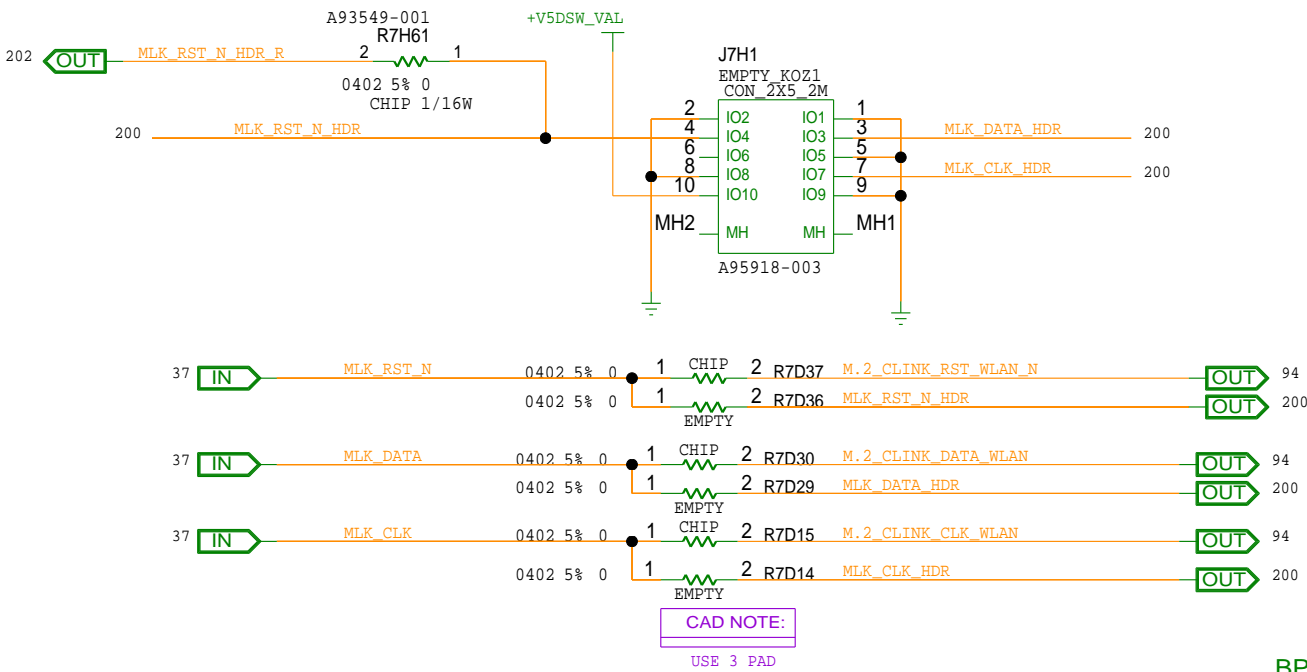 A93549-001
+V5DSW_VAL
R7H61
202 OUT MLK_RST_N_HDR_R 2 1
0402 5% 0
CHIP 1/16W
J7H1
EMPTY_KOZ1
CON_2X5_2M
2 IO2 IO1 1
200 MLK_RST_N_HDR 4 IO4 IO3 3 MLK_DATA_HDR 200
6 IO6 IO5 5
8 IO8 IO7 7 MLK_CLK_HDR 200
10 IO10 IO9 9
MH2 MH MH MH1
A95918-003
37 IN MLK_RST_N 0402 5% 0 1 CHIP 2 R7D37 M.2_CLINK_RST_WLAN_N OUT 94
0402 5% 0 1 EMPTY 2 R7D36 MLK_RST_N_HDR OUT 200
37 IN MLK_DATA 0402 5% 0 1 CHIP 2 R7D30 M.2_CLINK_DATA_WLAN OUT 94
0402 5% 0 1 EMPTY 2 R7D29 MLK_DATA_HDR OUT 200
37 IN MLK_CLK 0402 5% 0 1 CHIP 2 R7D15 M.2_CLINK_CLK_WLAN OUT 94
0402 5% 0 1 EMPTY 2 R7D14 MLK_CLK_HDR OUT 200
CAD NOTE:
USE 3 PAD